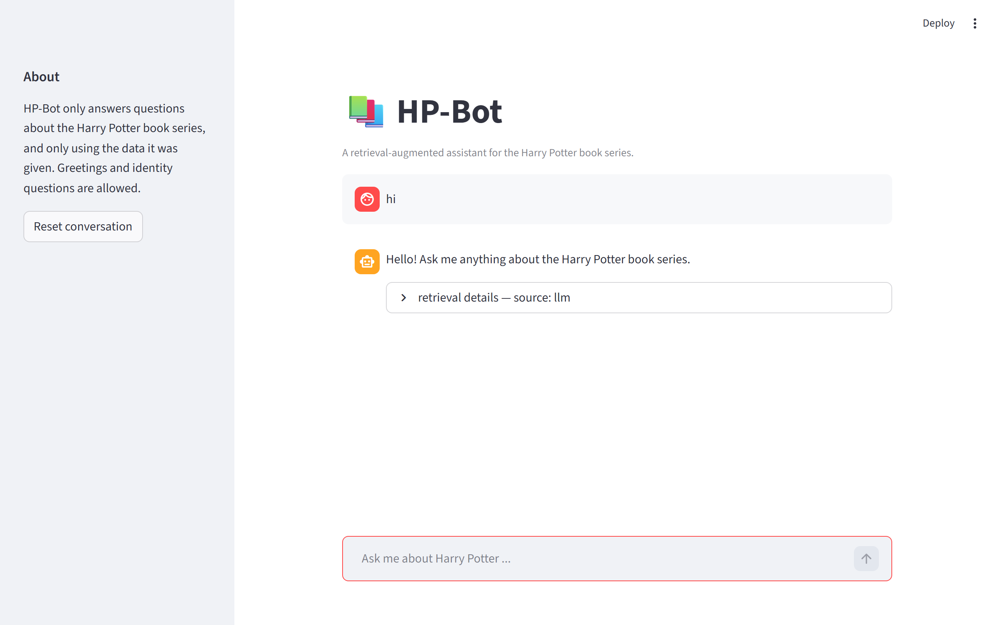 Deploy
About
HP-Bot only answers questions
about the Harry Potter book series,
and only using the data it was
given. Greetings and identity
questions are allowed.
Reset conversation
HP-Bot
A retrieval-augmented assistant for the Harry Potter book series.
hi
Hello! Ask me anything about the Harry Potter book series.
retrieval details — source: llm
Ask me about Harry Potter ...